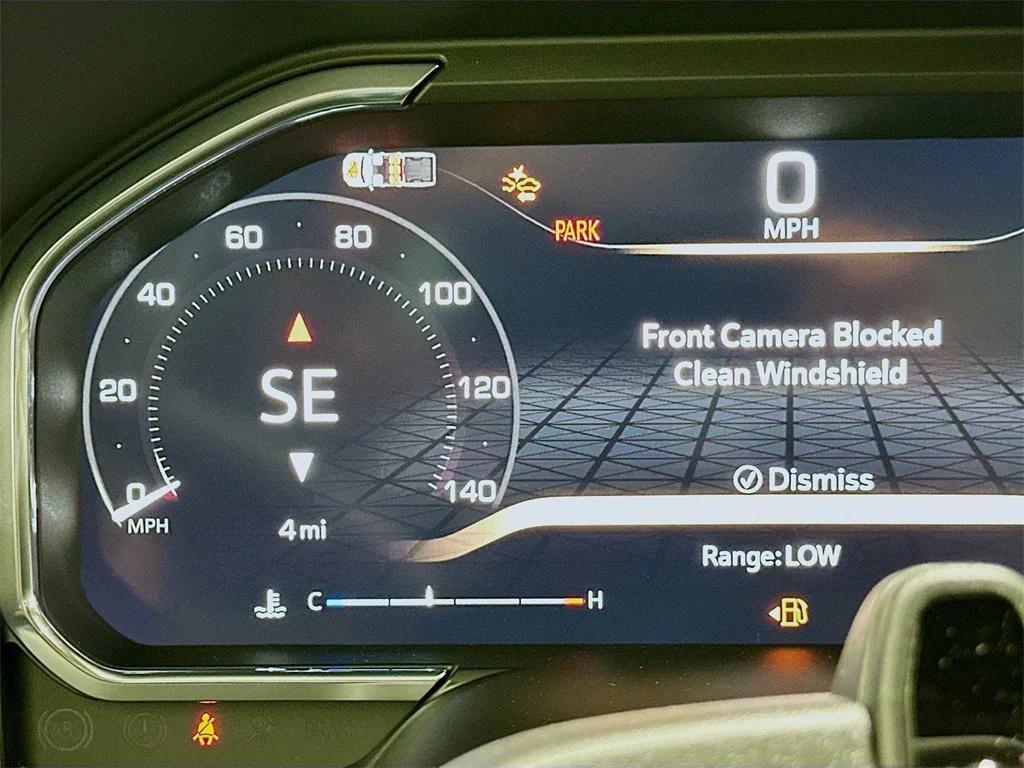 0
MPH
PARK
60
80
40
100
Front Camera Blocked
Clean Windshield
SE
20
120
Dismiss
0
140
MPH
4 mi
Range: LOW
C
H
ABS